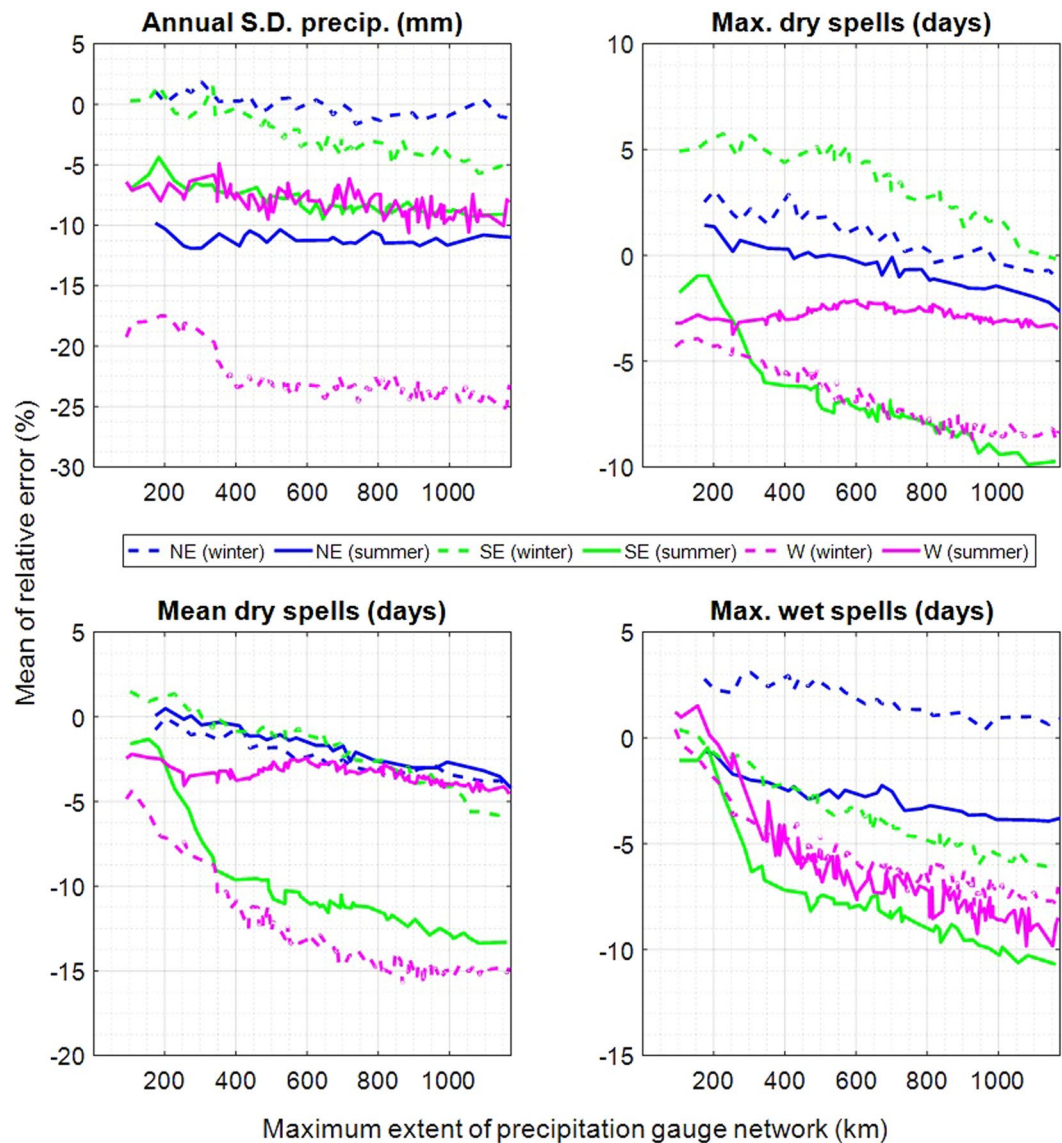 Annual S.D. precip. (mm)
5
0
-5
-10
-15
-20
-25
-30
200 400 600 800 1000
Max. dry spells (days)
10
5
0
-5
-10
200 400 600 800 1000
NE (winter) NE (summer) SE (winter) SE (summer) W (winter) W (summer)
Mean of relative error (%)
Mean dry spells (days)
5
0
-5
-10
-15
-20
200 400 600 800 1000
Max. wet spells (days)
5
0
-5
-10
-15
200 400 600 800 1000
Maximum extent of precipitation gauge network (km)